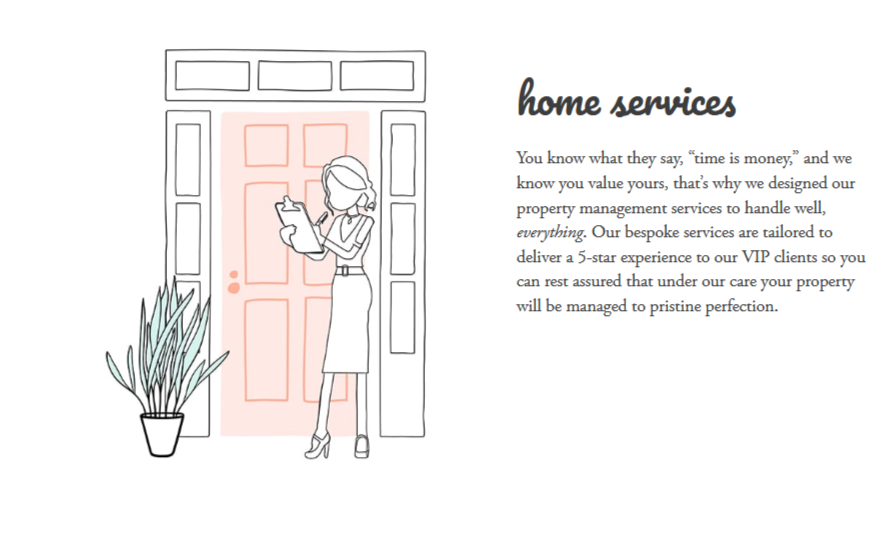 home services
You know what they say, “time is money,” and we
know you value yours, that’s why we designed our
property management services to handle well,
everything. Our bespoke services are tailored to
deliver a 5-star experience to our VIP clients so you
can rest assured that under our care your property
will be managed to pristine perfection.